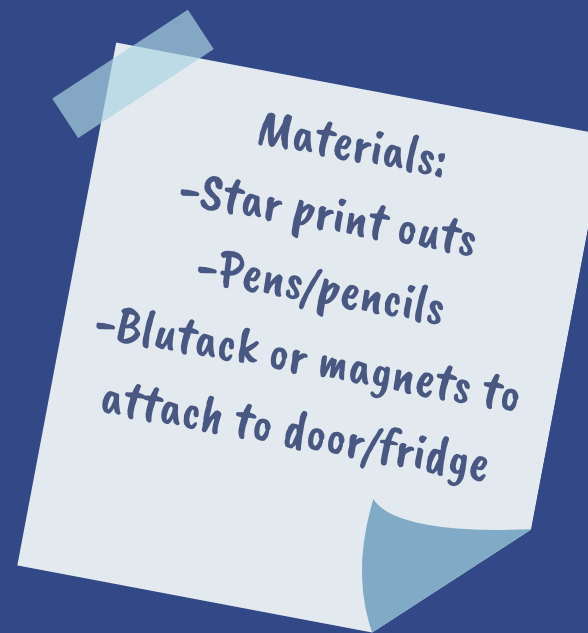 Materials:
-Star print outs
-Pens/pencils
-Blutack or magnets to
attach to door/fridge